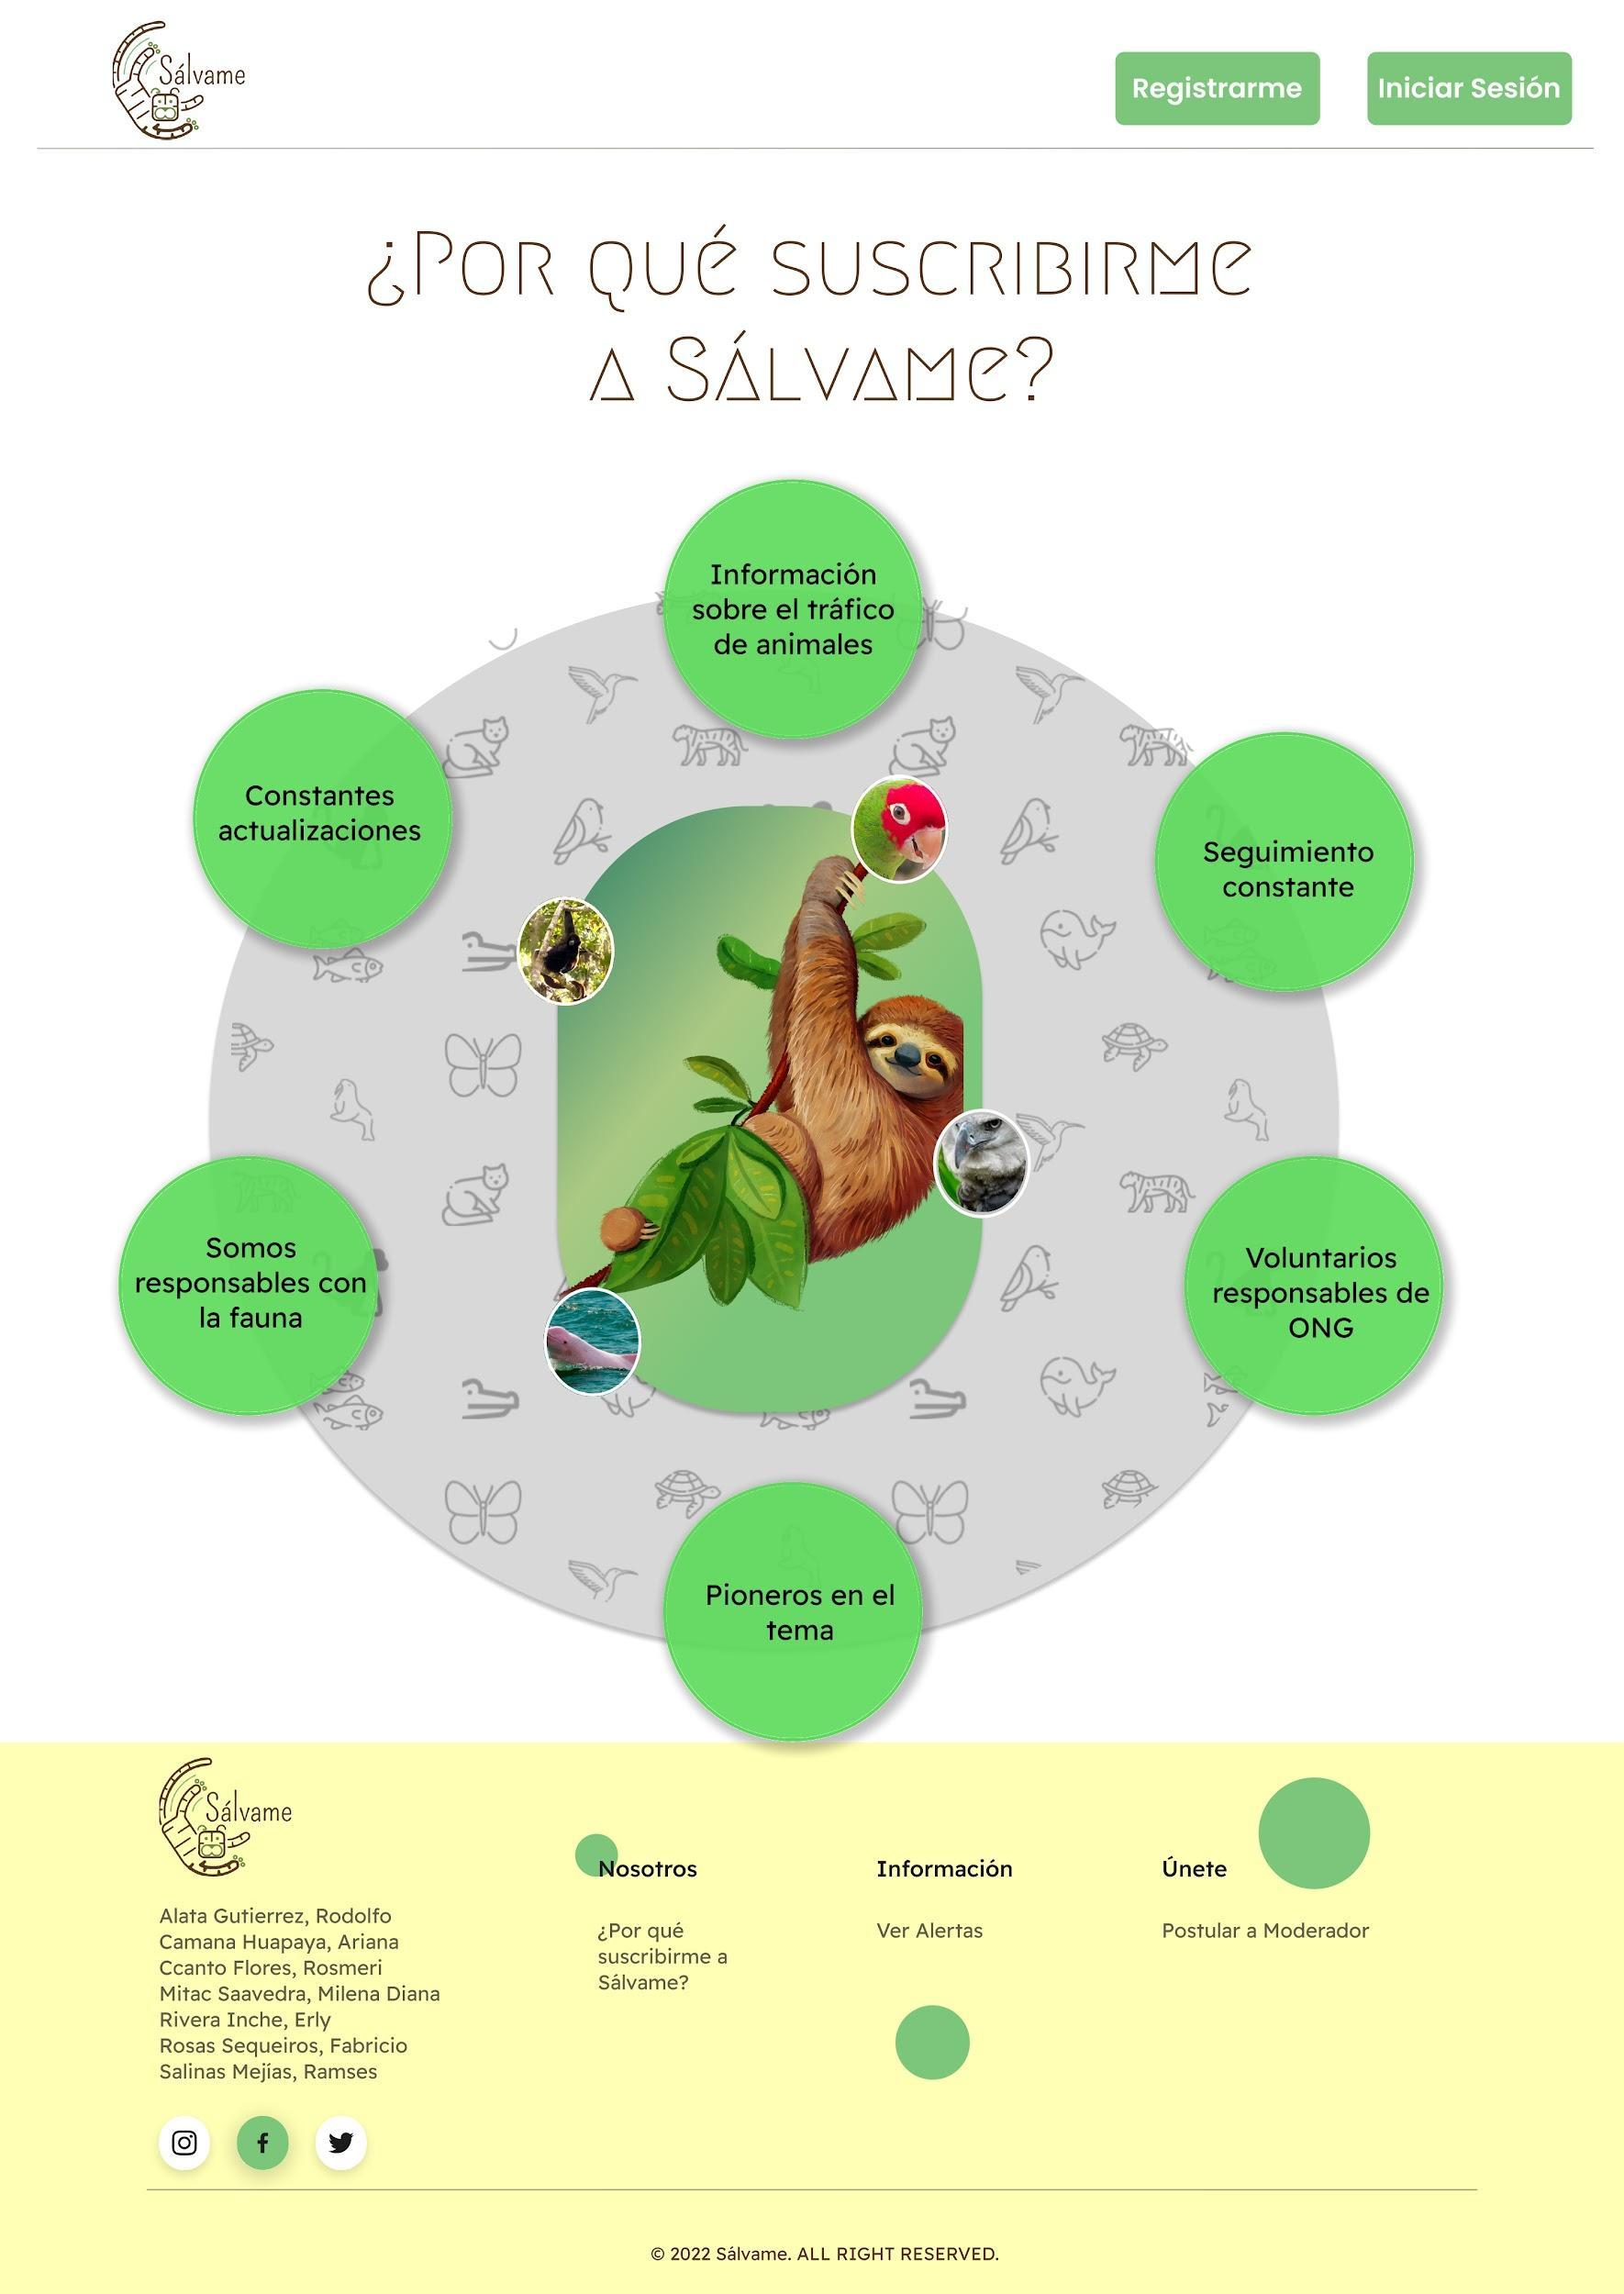 Sálvame
Registrarme
Iniciar Sesión
¿Por qué suscribirme
a Sálvame?
Información
sobre el tráfico
de animales
Constantes
actualizaciones
Seguimiento
constante
Somos
responsables con
la fauna
Voluntarios
responsables de
ONG
Pioneros en el
tema
Sálvame
Alata Gutierrez, Rodolfo
Camana Huapaya, Ariana
Ccanto Flores, Rosmeri
Mitac Saavedra, Milena Diana
Rivera Inche, Erly
Rosas Sequeiros, Fabricio
Salinas Mejías, Ramses
Nosotros
¿Por qué
suscribirme a
Sálvame?
Información
Ver Alertas
Únete
Postular a Moderador
© 2022 Sálvame. ALL RIGHT RESERVED.